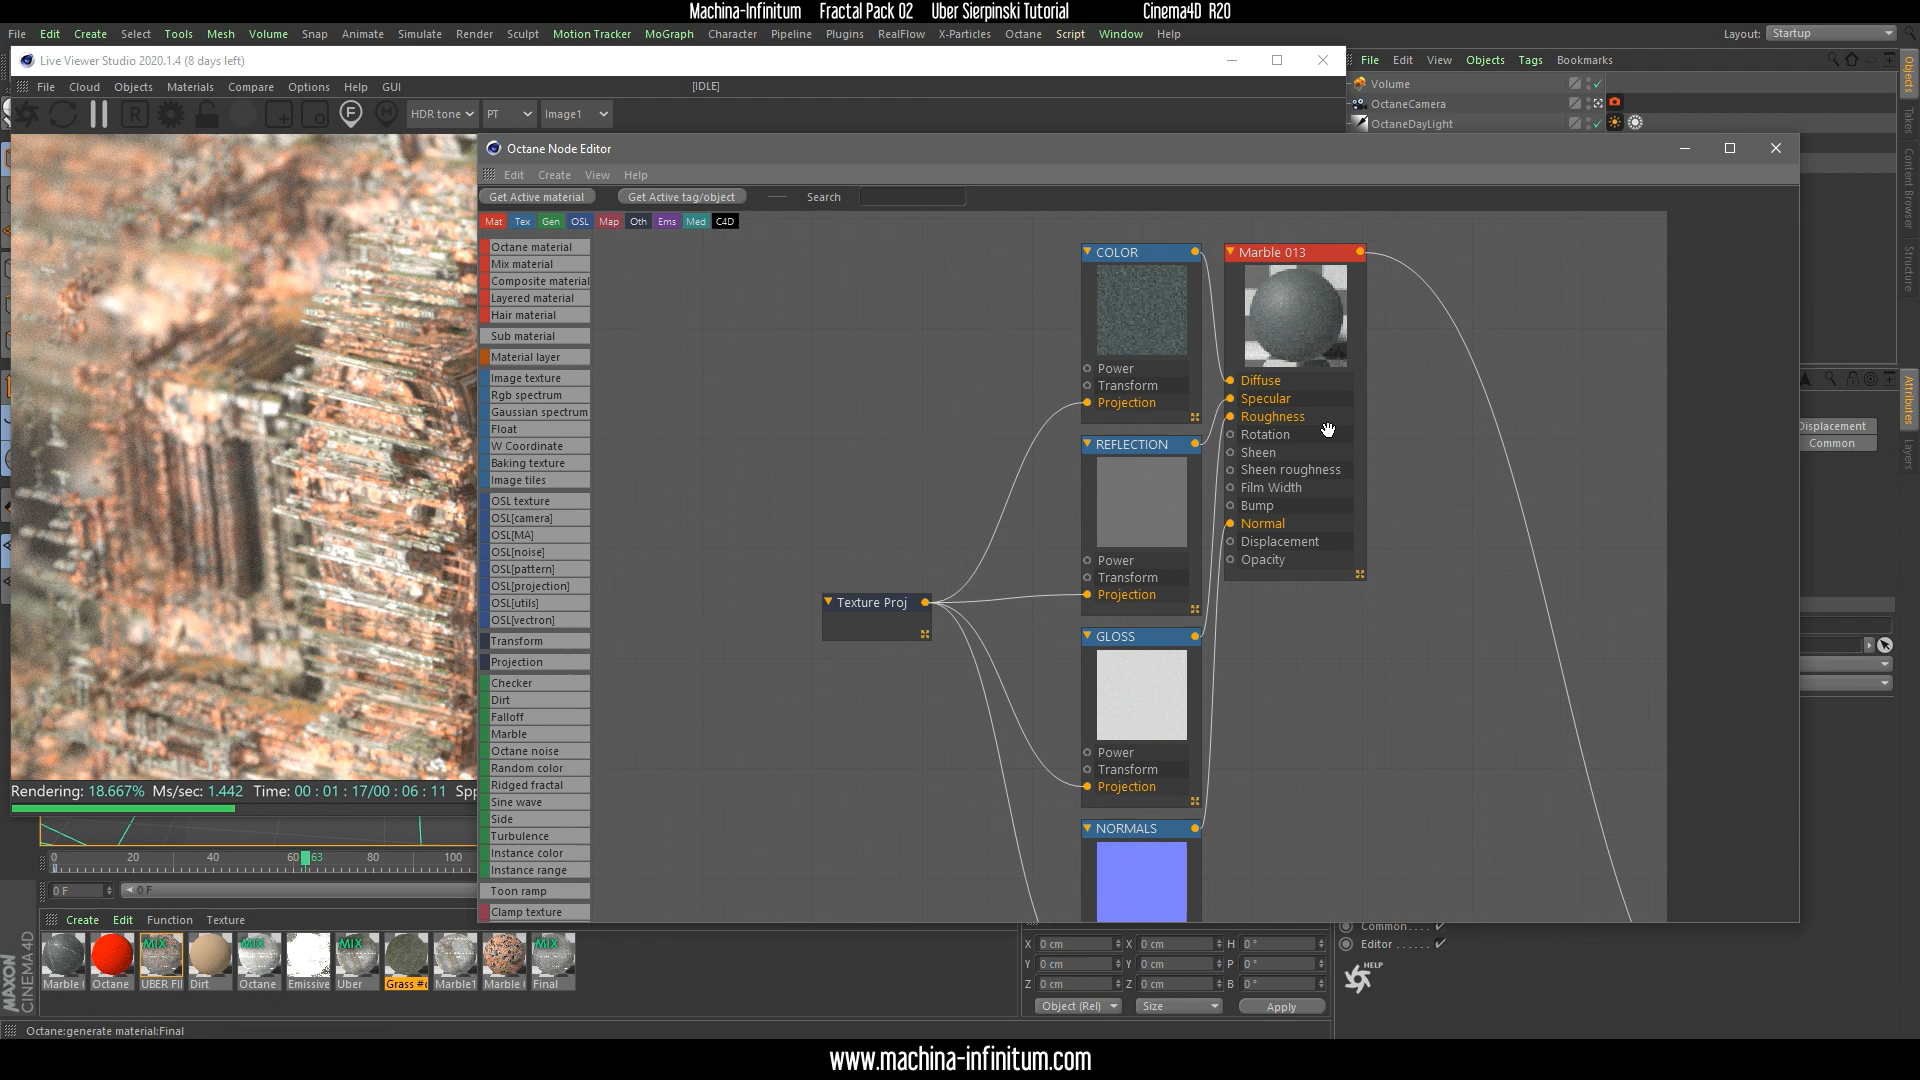 Machina-Infinitum Fractal Pack 02 Uber Sierpinski Tutorial Cinema4D R20
File Edit Create Select Tools Mesh Volume Snap Animate Simulate Render Sculpt Motion Tracker MoGraph Character Pipeline Plugins RealFlow X-Particles Octane Script Window Help
Layout: Startup
Live Viewer Studio 2020.1.4 (8 days left)
File Edit View Objects Tags Bookmarks
File Cloud Objects Materials Compare Options Help GUI [IDLE]
HDR tone PT Image1
Volume
OctaneCamera
OctaneDayLight
Objects
Takes
Content Browser
Structure
Attributes
Layers
Octane Node Editor
Edit Create View Help
Get Active material Get Active tag/object Search
Mat Tex Gen OSL Map Oth Ems Med C4D
Octane material
Mix material
Composite material
Layered material
Hair material
Sub material
Material layer
Image texture
Rgb spectrum
Gaussian spectrum
Float
W Coordinate
Baking texture
Image tiles
OSL texture
OSL[camera]
OSL[MA]
OSL[noise]
OSL[pattern]
OSL[projection]
OSL[utils]
OSL[vectron]
Transform
Projection
Checker
Dirt
Falloff
Marble
Octane noise
Random color
Ridged fractal
Sine wave
Side
Turbulence
Instance color
Instance range
Toon ramp
Clamp texture
Texture Proj
COLOR
Power
Transform
Projection
REFLECTION
Power
Transform
Projection
GLOSS
Power
Transform
Projection
NORMALS
Marble 013
Diffuse
Specular
Roughness
Rotation
Sheen
Sheen roughness
Film Width
Bump
Normal
Displacement
Opacity
Displacement
Common
Rendering: 18.667% Ms/sec: 1.442 Time: 00 : 01 : 17/00 : 06 : 11 Spp
0 20 40 60 63 80 100
0 F 0 F
Create Edit Function Texture
MIX MIX MIX MIX
Marble Octane UBER FII Dirt Octane Emissive Uber Grass #( Marble1 Marble Final
X 0 cm X 0 cm H 0 °
Y 0 cm Y 0 cm P 0 °
Z 0 cm Z 0 cm B 0 °
Object (Rel) Size Apply
Common.
Editor ......
HELP
MAXON
CINEMA 4D
Octane:generate material:Final
www.machina-infinitum.com